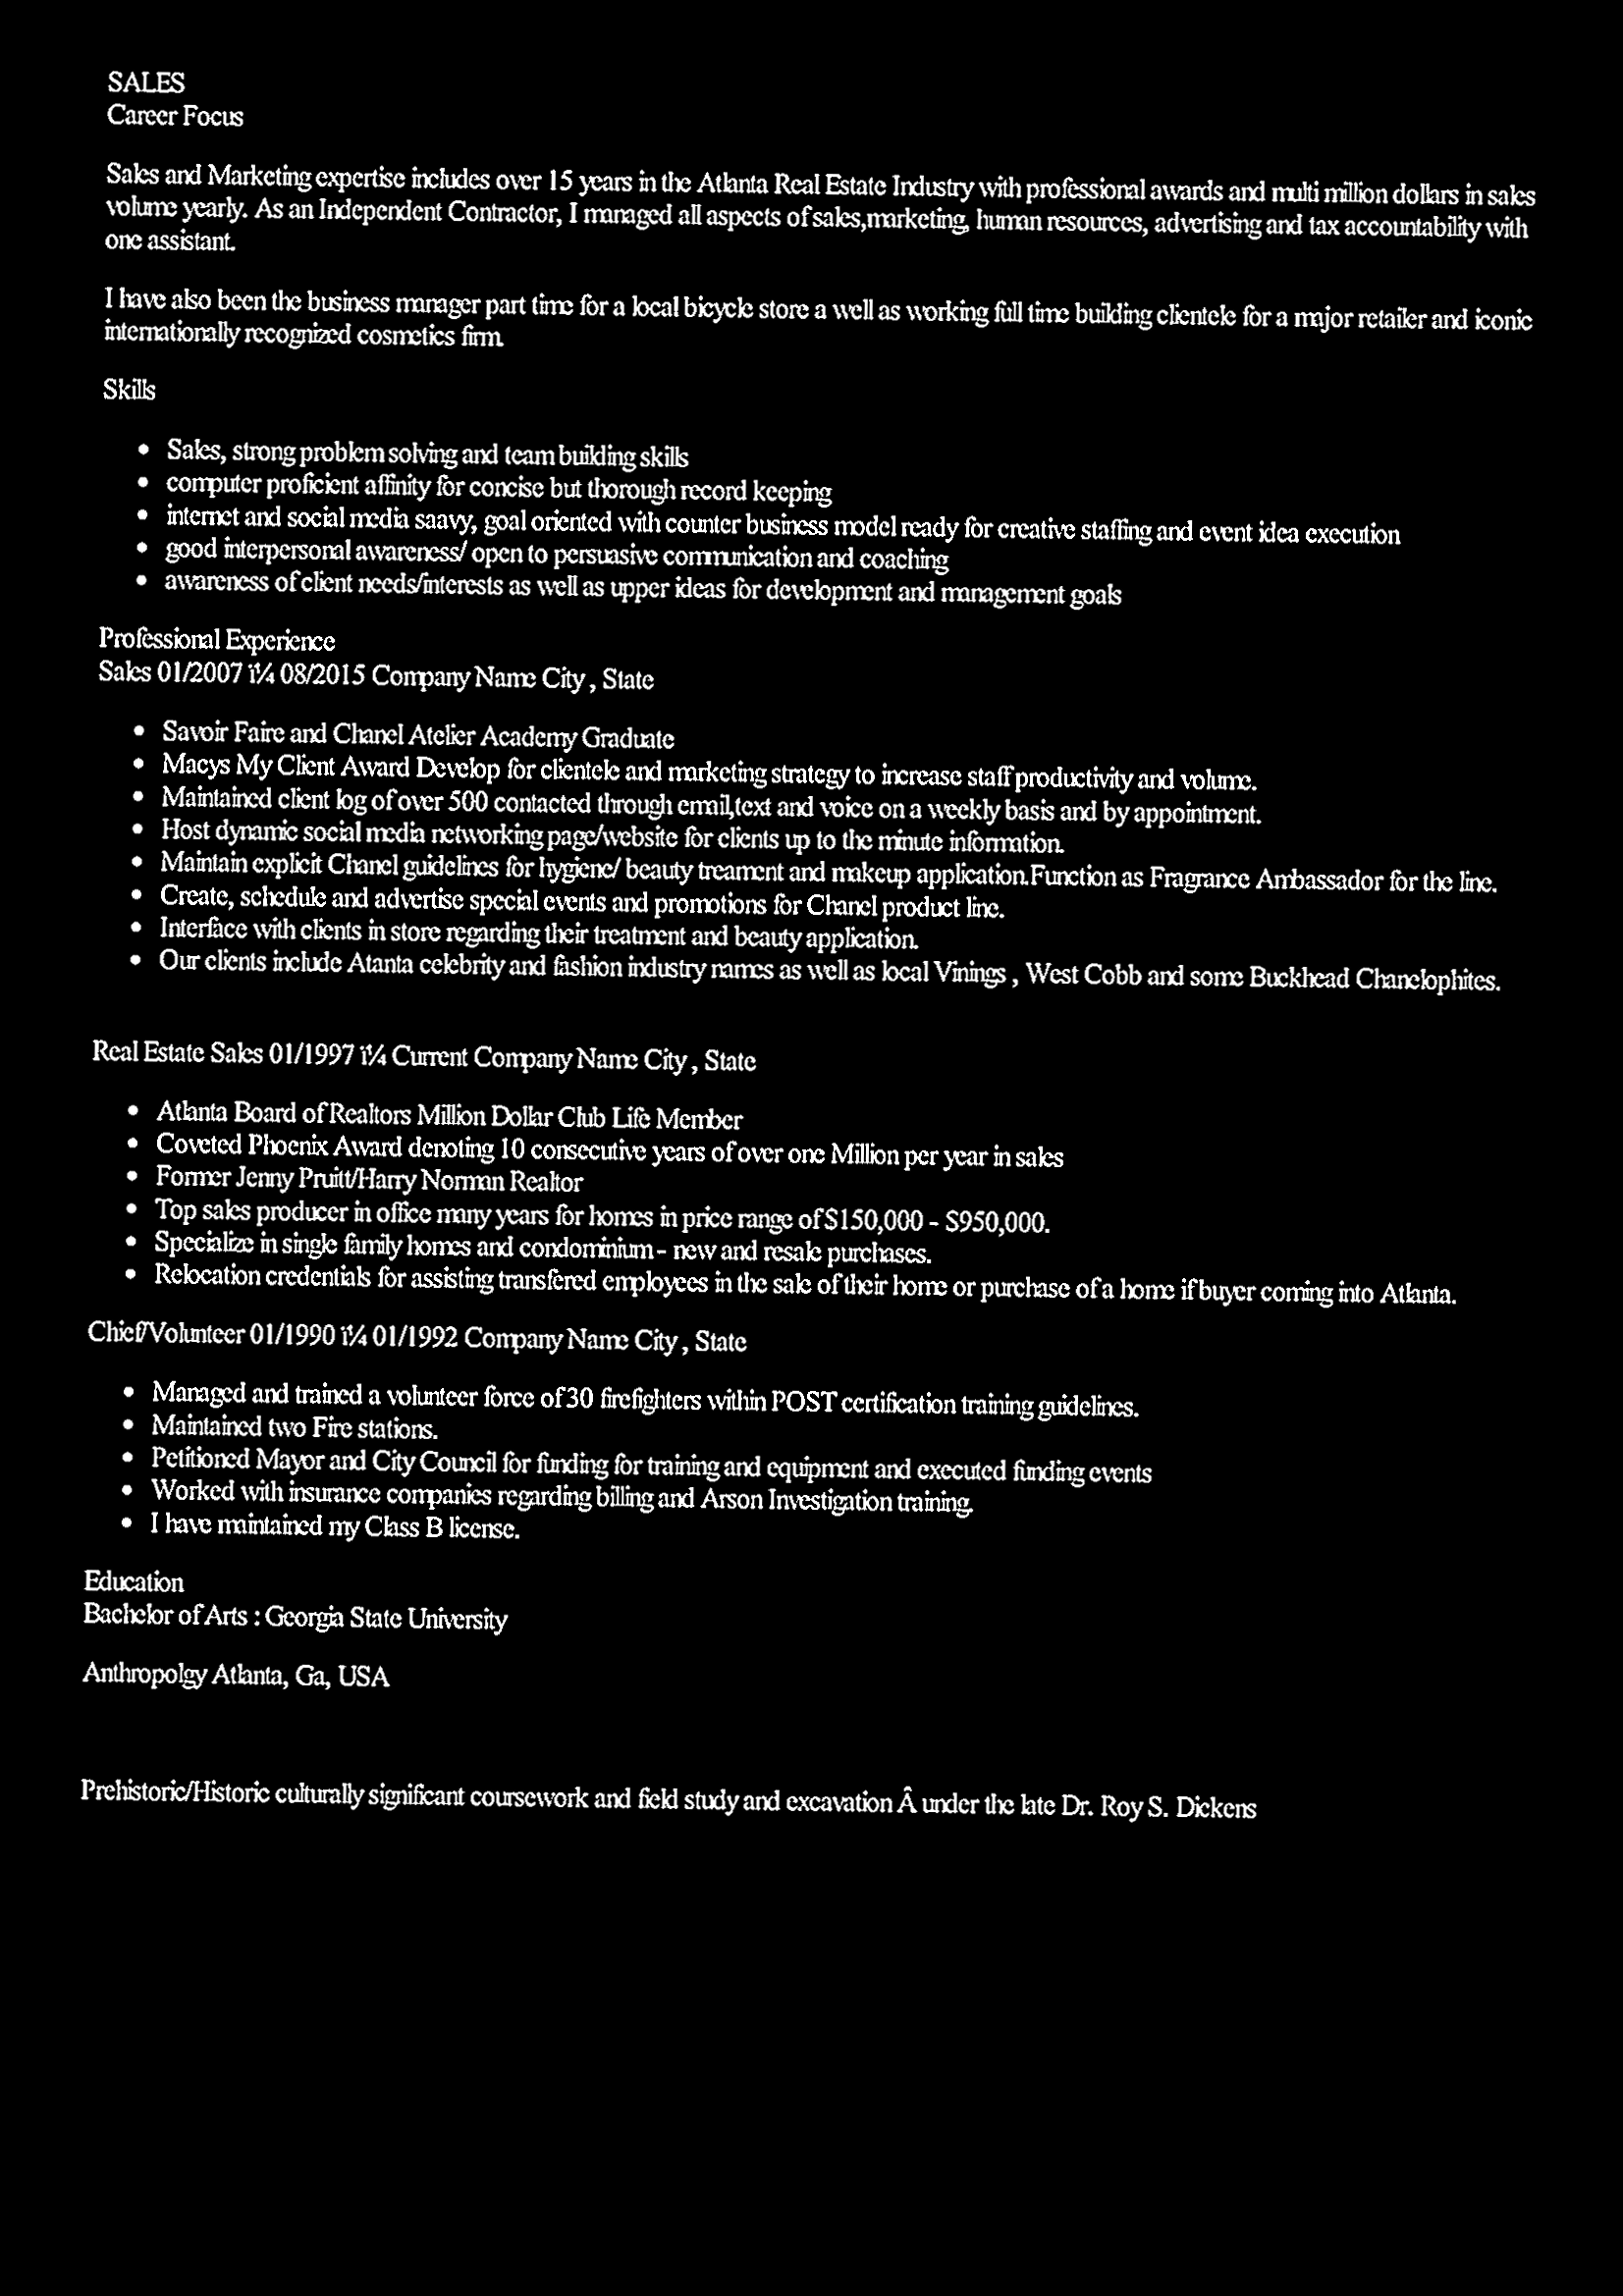 SALES
Career Focus
Sales and Marketing expertise includes over 15 years in the Atlanta Real Estate Industry with professional awards and multi million dollars in sales
volume yearly. As an Independent Contractor, I managed all aspects of sales,marketing, human resources, advertising and tax accountability with
one assistant.
I have also been the business manager part time for a local bicycle store a well as working full time building clientele for a major retailer and iconic
internationally recognized cosmetics firm.
Skills
• Sales, strong problem solving and team building skills
• computer proficient affinity for concise but thorough record keeping
• internet and social media saavy, goal oriented with counter business model ready for creative staffing and event idea execution
• good interpersonal awareness/ open to persuasive communication and coaching
• awareness of client needs/interests as well as upper ideas for development and management goals
Professional Experience
Sales 01/2007 ï¼ 08/2015 Company Name City , State
• Savoir Faire and Chanel Atelier Academy Graduate
• Macys My Client Award Develop for clientele and marketing strategy to increase staff productivity and volume.
• Maintained client log of over 500 contacted through email,text and voice on a weekly basis and by appointment.
• Host dynamic social media networking page/website for clients up to the minute information.
• Maintain explicit Chanel guidelines for hygiene/ beauty treament and makeup application.Function as Fragrance Ambassador for the line.
• Create, schedule and advertise special events and promotions for Chanel product line.
• Interface with clients in store regarding their treatment and beauty application.
• Our clients include Atanta celebrity and fashion industry names as well as local Vinings , West Cobb and some Buckhead Chanelophites.
Real Estate Sales 01/1997 ï¼ Current Company Name City , State
• Atlanta Board of Realtors Million Dollar Club Life Member
• Coveted Phoenix Award denoting 10 consecutive years of over one Million per year in sales
• Former Jenny Pruitt/Harry Norman Realtor
• Top sales producer in office many years for homes in price range of $150,000 - $950,000.
• Specialize in single family homes and condominium - new and resale purchases.
• Relocation credentials for assisting transfered employees in the sale of their home or purchase of a home if buyer coming into Atlanta.
Chief/Volunteer 01/1990 ï¼ 01/1992 Company Name City , State
• Managed and trained a volunteer force of 30 firefighters within POST certification training guidelines.
• Maintained two Fire stations.
• Petitioned Mayor and City Council for funding for training and equipment and executed funding events
• Worked with insurance companies regarding billing and Arson Investigation training.
• I have maintained my Class B license.
Education
Bachelor of Arts : Georgia State University
Anthropolgy Atlanta, Ga, USA
Prehistoric/Historic culturally significant coursework and field study and excavation Â under the late Dr. Roy S. Dickens